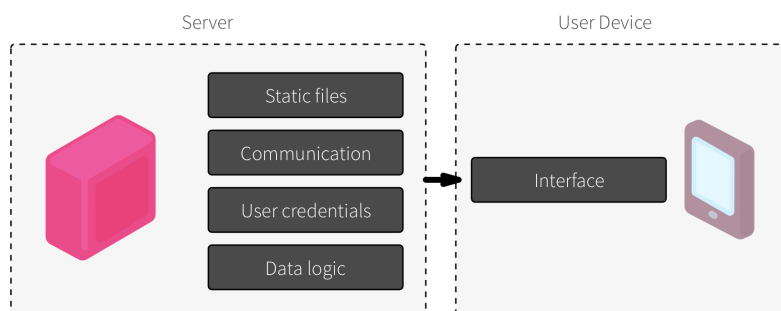 Server
User Device
Static files
Communication
User credentials
Data logic
Interface